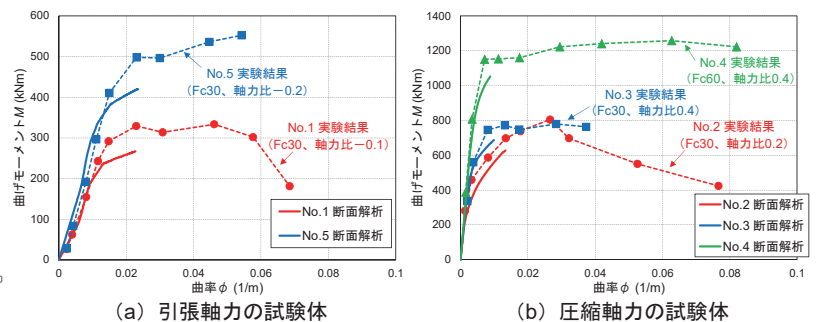 600
500
400
300
200
100
0
曲げモーメントM (kNm)
0
0.02
0.04
0.06
0.08
0.1
曲率φ (1/m)
No.5 実験結果
(Fc30、軸力比－0.2)
No.1 実験結果
(Fc30、軸力比－0.1)
No.1 断面解析
No.5 断面解析
(a) 引張軸力の試験体
1400
1200
1000
800
600
400
200
0
曲げモーメントM (kNm)
0
0.02
0.04
0.06
0.08
0.1
曲率φ (1/m)
No.4 実験結果
(Fc60、軸力比0.4)
No.3 実験結果
(Fc30、軸力比0.4)
No.2 実験結果
(Fc30、軸力比0.2)
No.2 断面解析
No.3 断面解析
No.4 断面解析
(b) 圧縮軸力の試験体